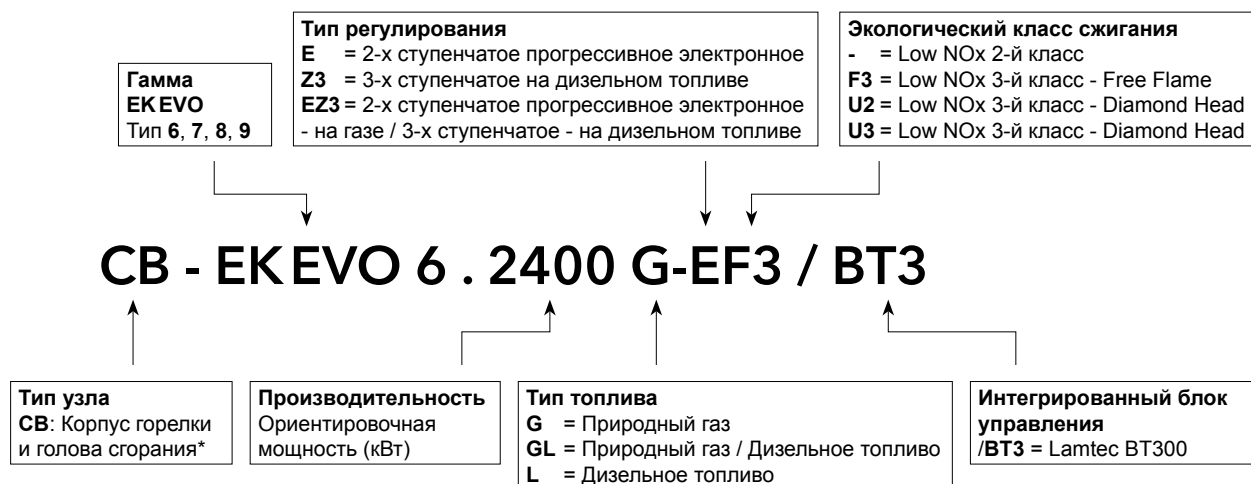 Тип регулирования
E = 2-х ступенчатое прогрессивное электронное
Z3 = 3-х ступенчатое на дизельном топливе
EZ3 = 2-х ступенчатое прогрессивное электронное
- на газе / 3-х ступенчатое - на дизельном топливе
Экологический класс сжигания
- = Low NOx 2-й класс
F3 = Low NOx 3-й класс - Free Flame
U2 = Low NOx 3-й класс - Diamond Head
U3 = Low NOx 3-й класс - Diamond Head
Гамма
EK EVO
Тип 6, 7, 8, 9
CB - EK EVO 6 . 2400 G-EF3 / BT3
Тип узла
CB: Корпус горелки
и голова сгорания*
Производительность
Ориентировочная
мощность (кВт)
Тип топлива
G = Природный газ
GL = Природный газ / Дизельное топливо
L = Дизельное топливо
Интегрированный блок
управления
/BT3 = Lamtec BT300